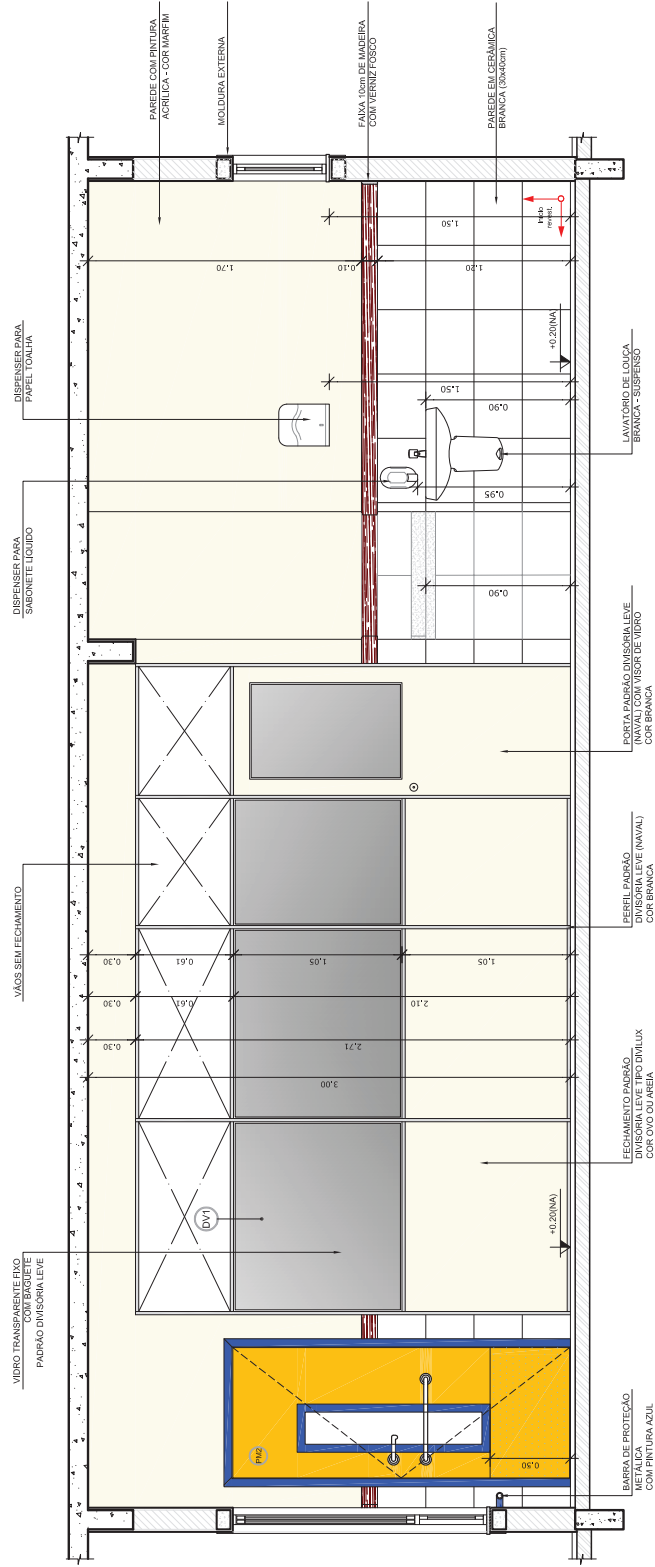 VIDRO TRANSPARENTE FIXO
COM BAGUETE
PADRÃO DIVISÓRIA LEVE
VÃOS SEM FECHAMENTO
DISPENSER PARA
SABONETE LIQUIDO
DISPENSER PARA
PAPEL TOALHA
PAREDE COM PINTURA
ACRILICA - COR MARFIM
MOLDURA EXTERNA
FAIXA 10cm DE MADEIRA
COM VERNIZ FOSCO
PAREDE EM CERÂMICA
BRANCA (30x40cm)
0.30
0.30
0.30
0.61
0.61
1.05
1.05
2.10
2.71
3.00
DV1
PM2
0.50
+0.20(NA)
1.70
0.10
1.20
1.50
1.50
0.90
0.95
0.90
+0.20(NA)
Início
revest.
BARRA DE PROTEÇÃO
METÁLICA
COM PINTURA AZUL
FECHAMENTO PADRÃO
DIVISÓRIA LEVE TIPO DIVILUX
COR OVO OU AREIA
PERFIL PADRÃO
DIVISÓRIA LEVE (NAVAL)
COR BRANCA
PORTA PADRÃO DIVISÓRIA LEVE
(NAVAL) COM VISOR DE VIDRO
COR BRANCA
LAVATÓRIO DE LOUÇA
BRANCA - SUSPENSO